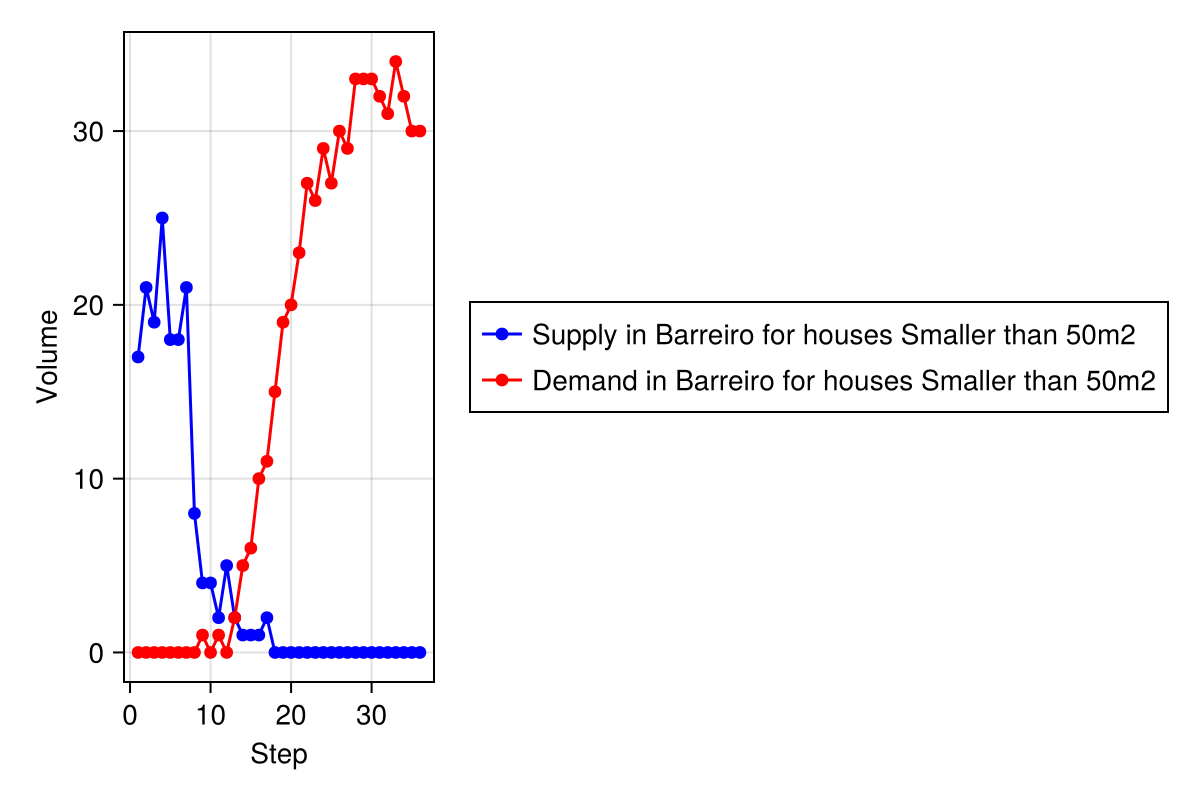 Volume
30
20
10
0
0 10 20 30
Step
Supply in Barreiro for houses Smaller than 50m2
Demand in Barreiro for houses Smaller than 50m2